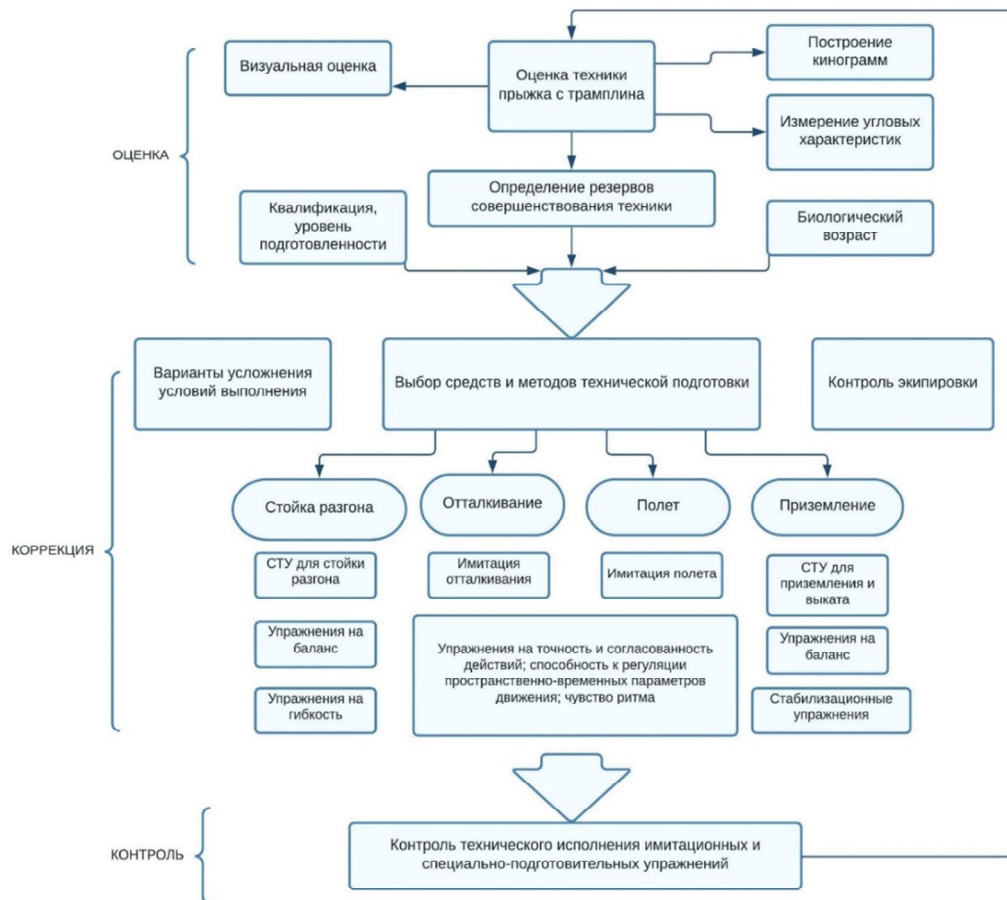 Визуальная оценка
Оценка техники
прыжка с трамплина
Построение
кинограмм
Измерение угловых
характеристик
ОЦЕНКА
Определение резервов
совершенствования техники
Квалификация,
уровень
подготовленности
Биологический
возраст
Варианты усложнения
условий выполнения
Выбор средств и методов технической подготовки
Контроль экипировки
Стойка разгона
Отталкивание
Полет
Приземление
КОРРЕКЦИЯ
СТУ для стойки
разгона
Имитация
отталкивания
Имитация полета
СТУ для
приземления и
выката
Упражнения на
баланс
Упражнения на точность и согласованность
действий; способность к регуляции
пространственно-временных параметров
движения; чувство ритма
Упражнения на
баланс
Упражнения на
гибкость
Стабилизационные
упражнения
КОНТРОЛЬ
Контроль технического исполнения имитационных и
специально-подготовительных упражнений